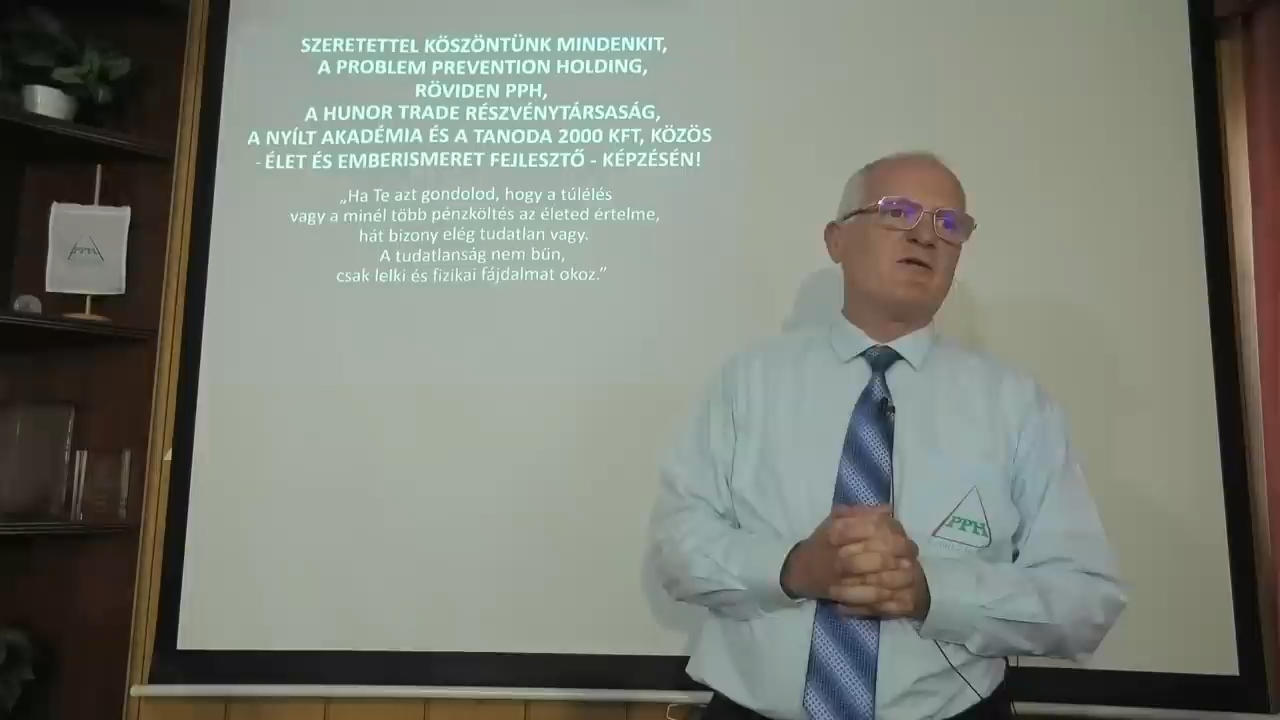 SZERETETTEL KÖSZÖNTÜNK MINDENKIT,
A PROBLEM PREVENTION HOLDING,
RÖVIDEN PPH,
A HUNOR TRADE RÉSZVÉNYTÁRSASÁG,
A NYÍLT AKADÉMIA ÉS A TANODA 2000 KFT, KÖZÖS
- ÉLET ÉS EMBERISMERET FEJLESZTŐ - KÉPZÉSÉN!
„Ha Te azt gondolod, hogy a túlélés
vagy a minél több pénzköltés az életed értelme,
hát bizony elég tudatlan vagy.
A tudatlanság nem bűn,
csak lelki és fizikai fájdalmat okoz.”
PPH
PPH